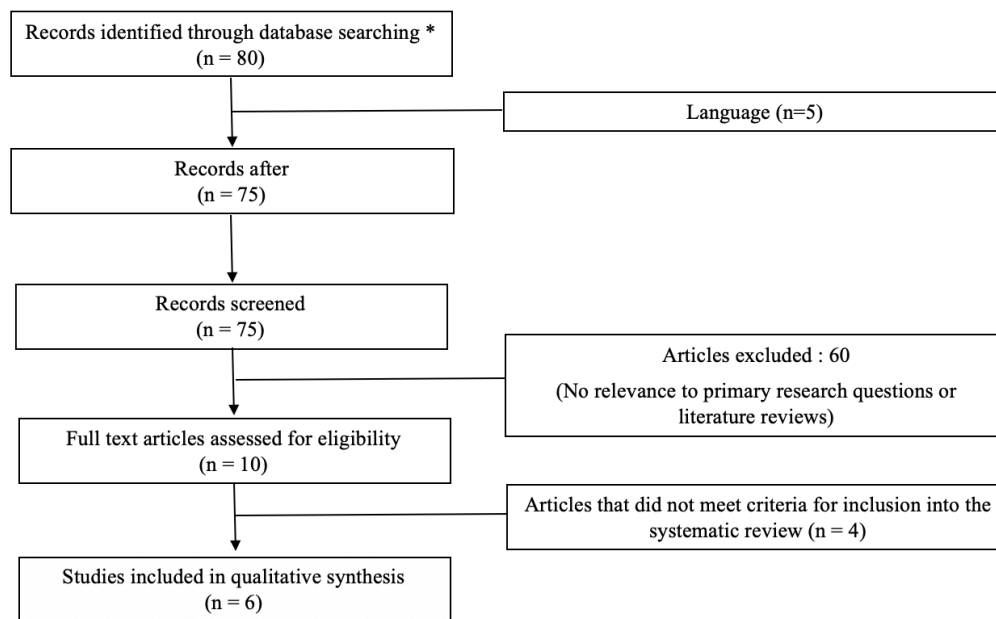 Records identified through database searching *
(n = 80)
Language (n=5)
Records after
(n = 75)
Records screened
(n = 75)
Articles excluded : 60
(No relevance to primary research questions or
literature reviews)
Full text articles assessed for eligibility
(n = 10)
Articles that did not meet criteria for inclusion into the
systematic review (n = 4)
Studies included in qualitative synthesis
(n = 6)